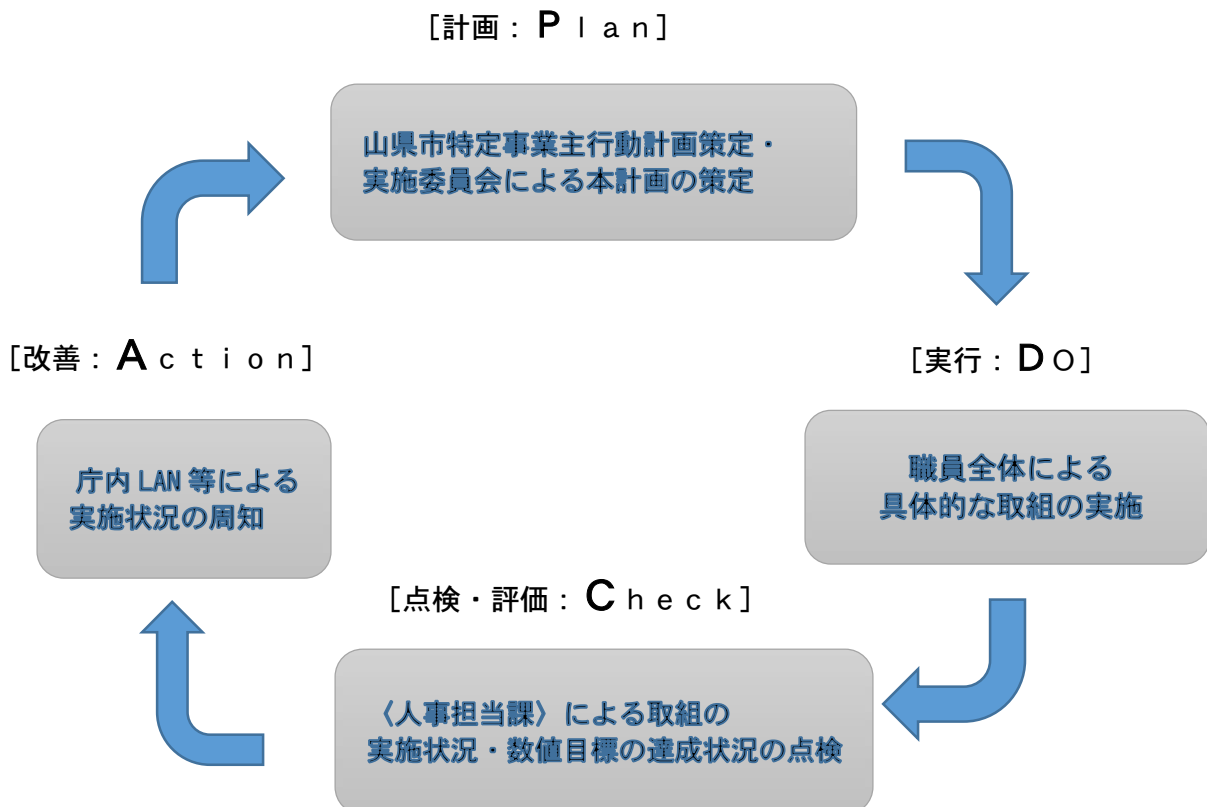 [計画：Ｐｌａｎ]
山県市特定事業主行動計画策定・
実施委員会による本計画の策定
[改善：Ａｃｔｉｏｎ]
[実行：ＤＯ]
庁内 LAN 等による
実施状況の周知
職員全体による
具体的な取組の実施
[点検・評価：Ｃｈｅｃｋ]
〈人事担当課〉による取組の
実施状況・数値目標の達成状況の点検